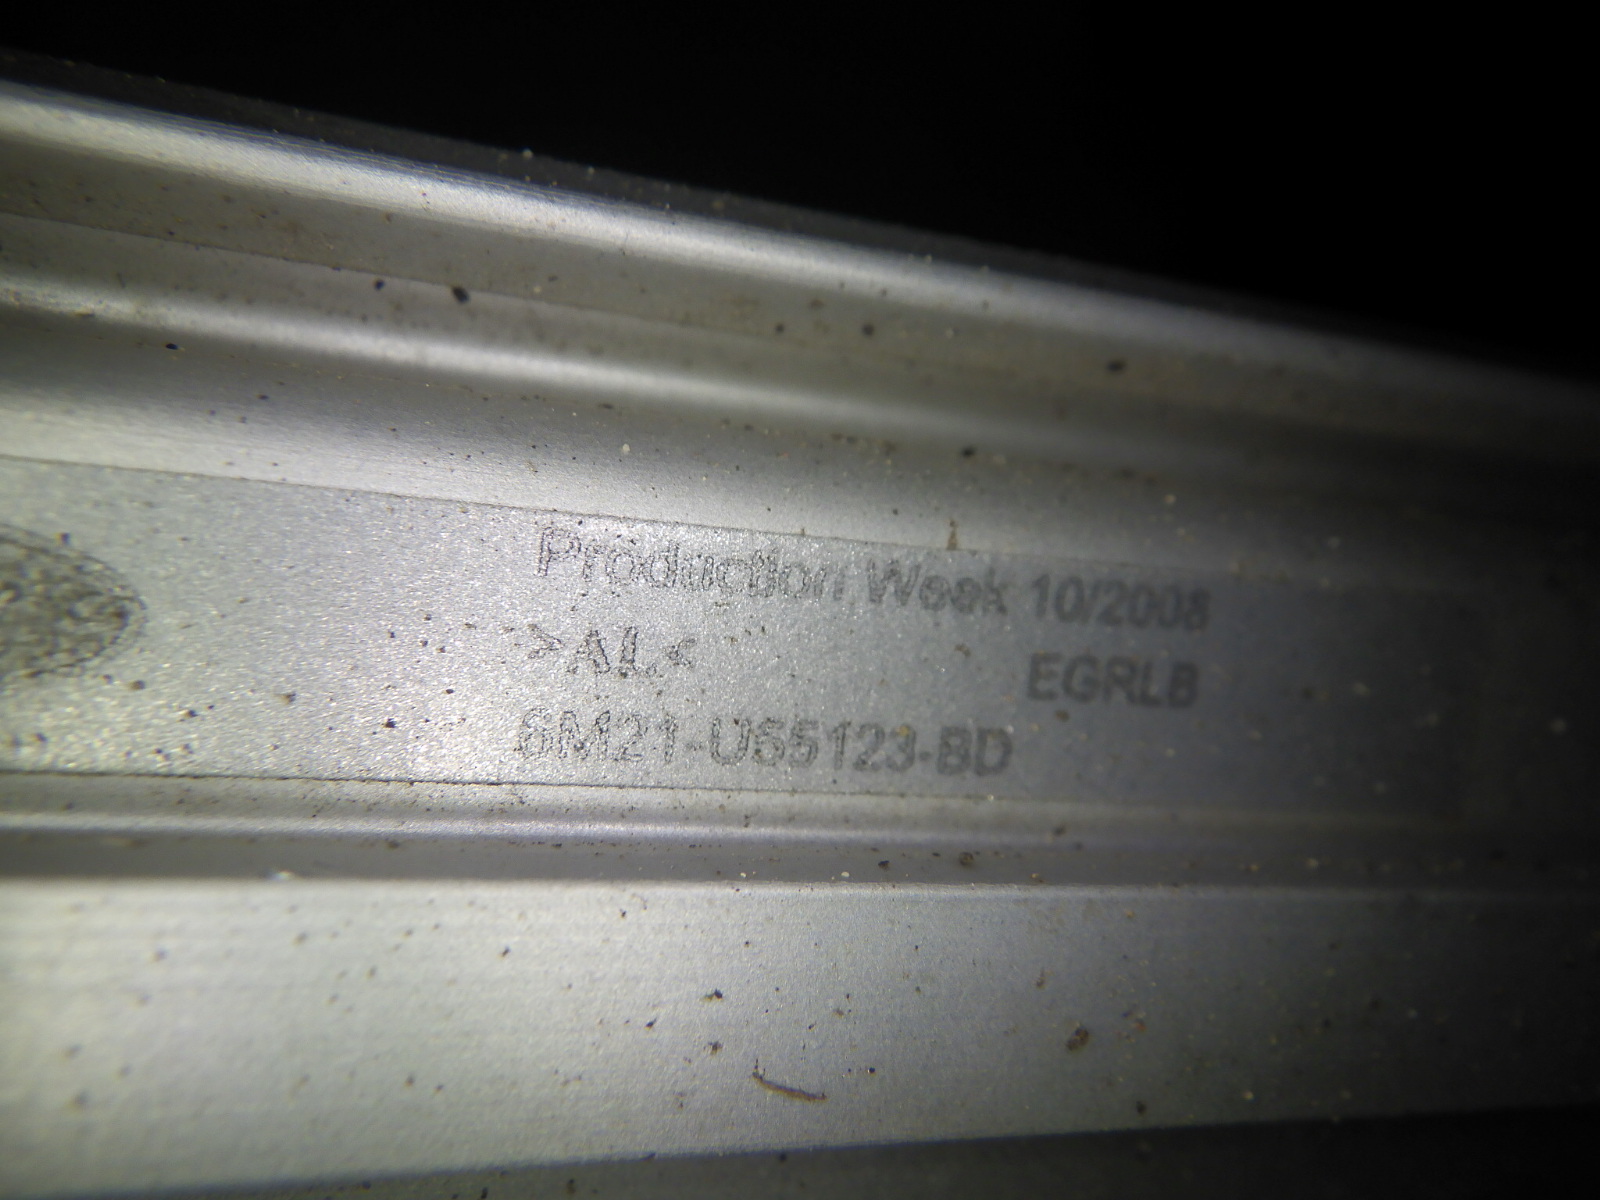 Production Week 10/2008
>AL< EGRLB
6M21-U55123-BD